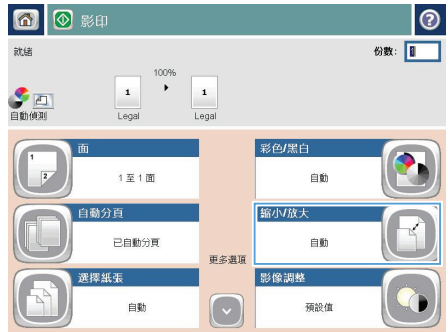 影印
?
就緒
份數:
100%
1
1
自動偵測
Legal
Legal
面
1
2
1 至 1 面
彩色/黑白
自動
自動分頁
已自動分頁
縮小/放大
自動
更多選項
選擇紙張
自動
影像調整
預設值